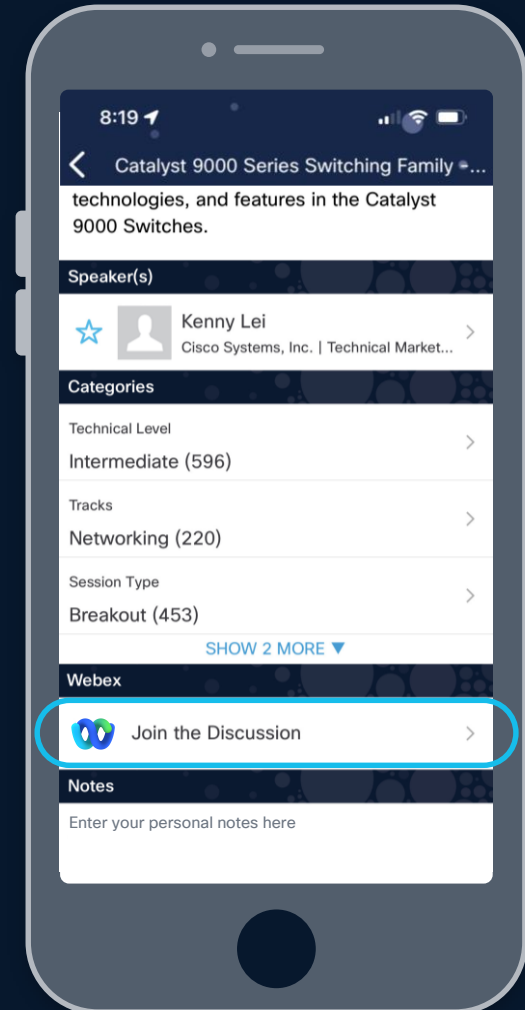 8:19
Catalyst 9000 Series Switching Family -...
technologies, and features in the Catalyst
9000 Switches.
Speaker(s)
Kenny Lei
Cisco Systems, Inc. | Technical Market...
Categories
Technical Level
Intermediate (596)
Tracks
Networking (220)
Session Type
Breakout (453)
SHOW 2 MORE ▼
Webex
Join the Discussion
Notes
Enter your personal notes here